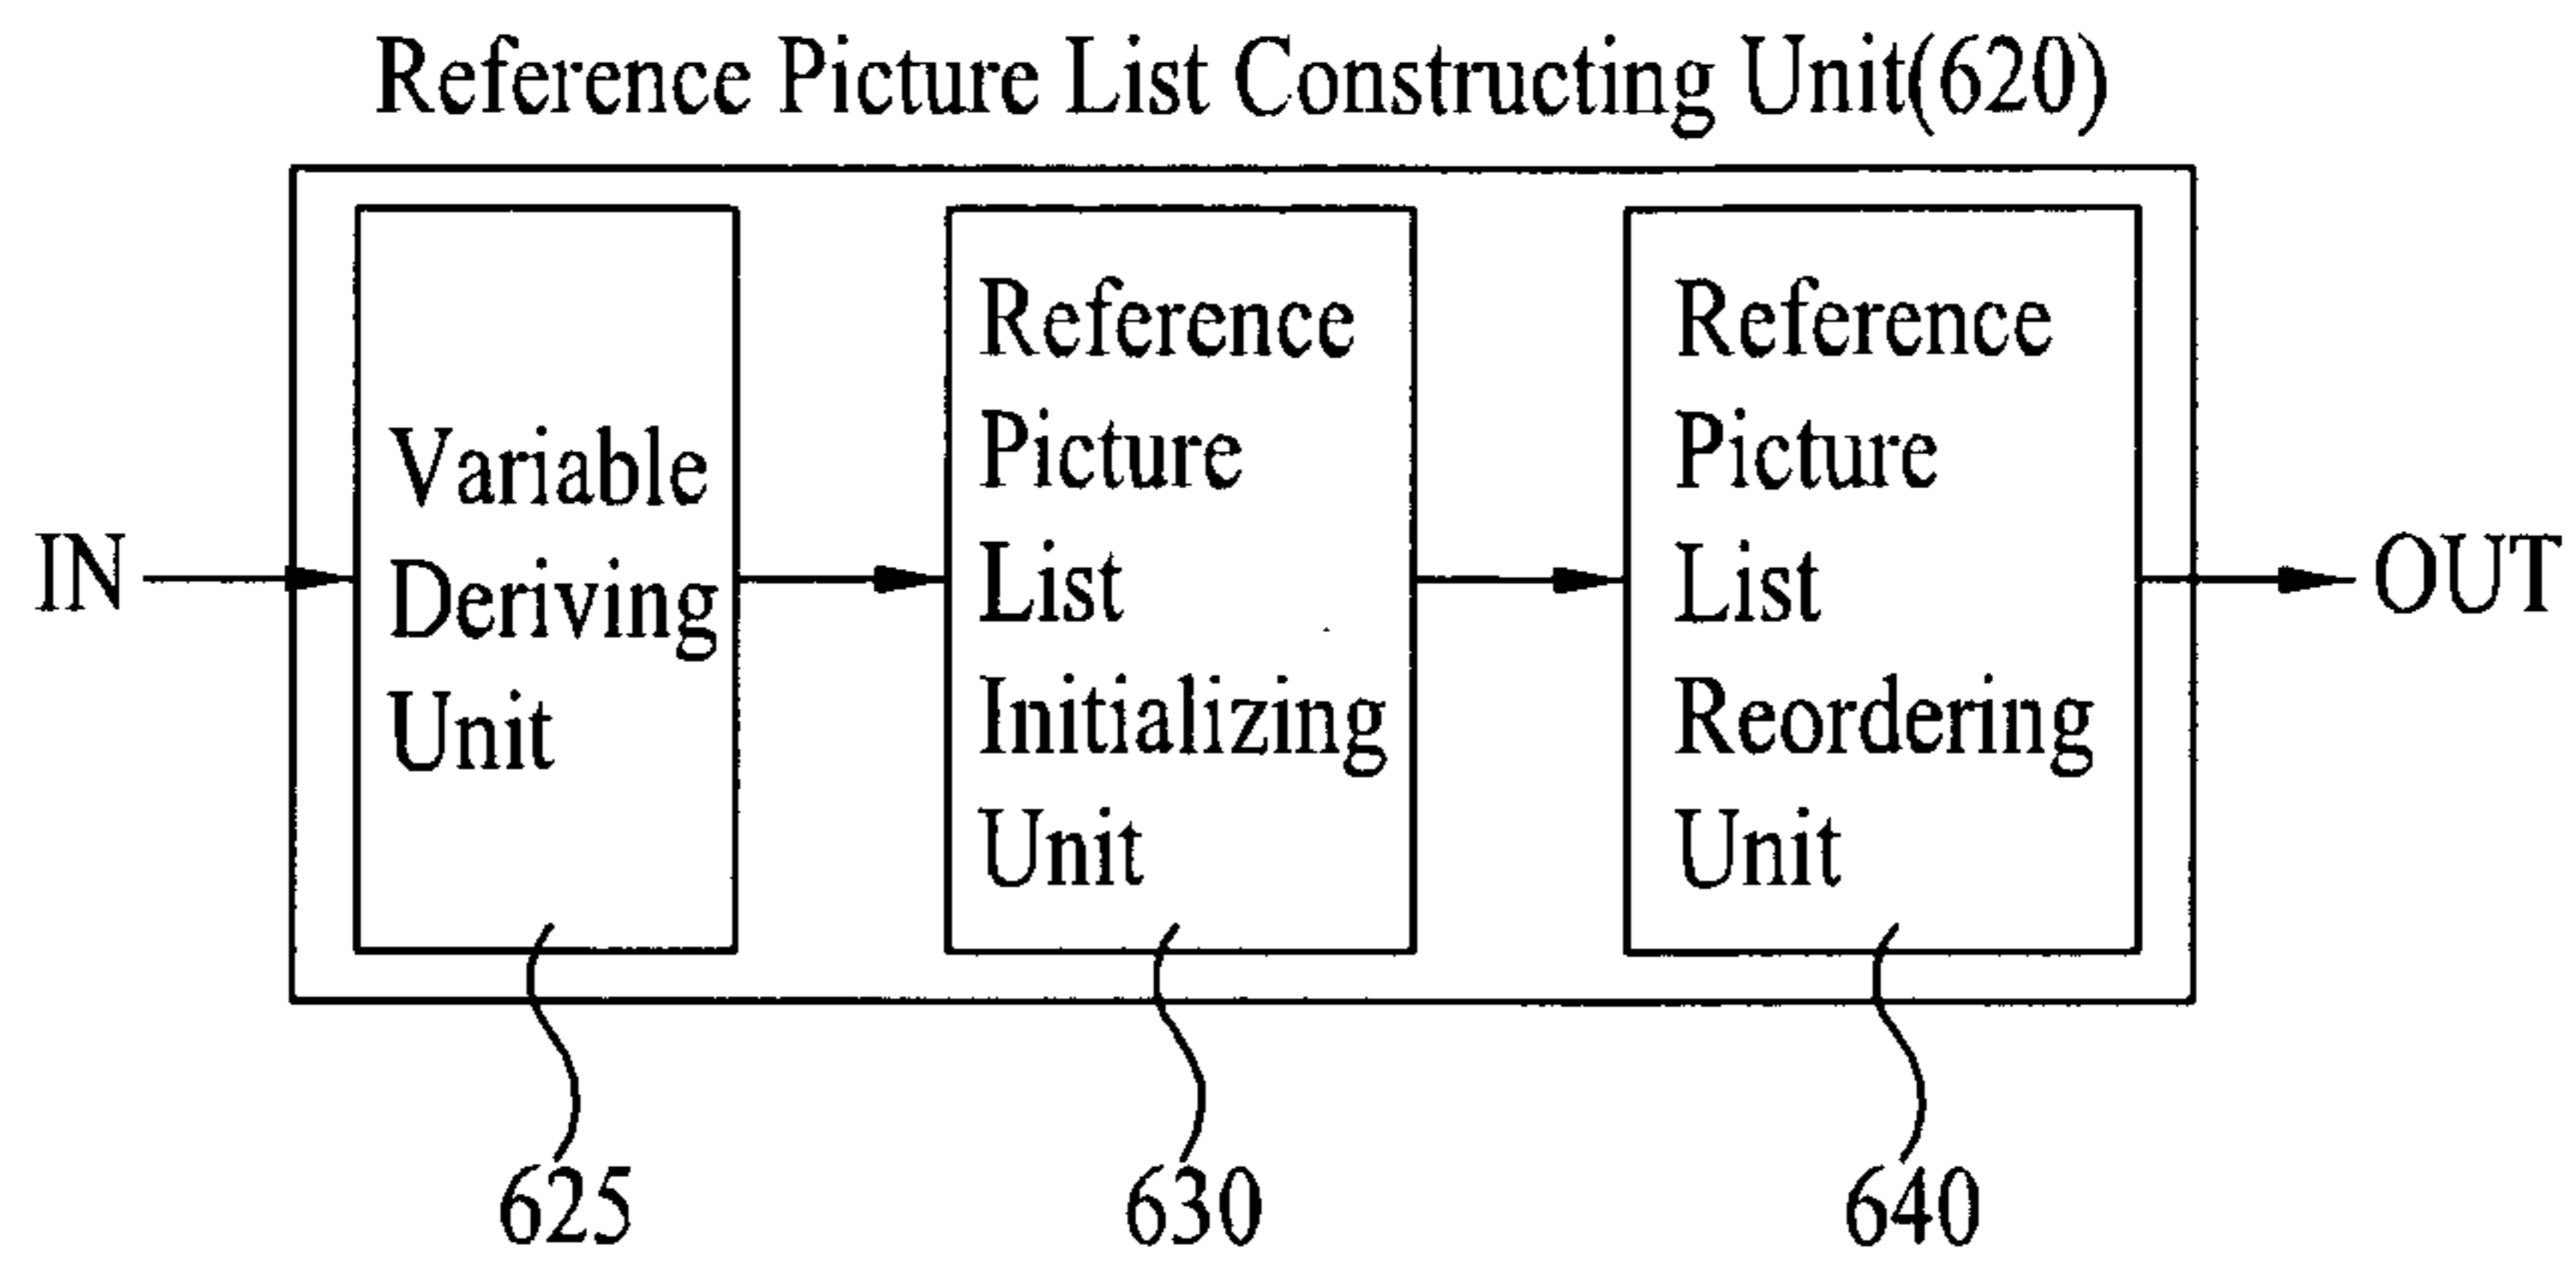 Reference Picture List Constructing Unit(620)
IN
Variable
Deriving
Unit
Reference
Picture
List
Initializing
Unit
Reference
Picture
List
Reordering
Unit
OUT
625
630
640